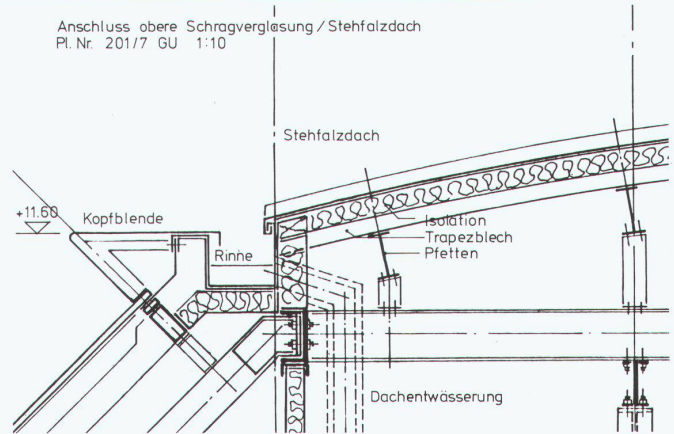 Anschluss obere Schragverglasung / Stehfalzdach
Pl. Nr. 201/7 GU 1:10
Stehfalzdach
+11.60
Kopfblende
Isolation
Trapezblech
Rinne
Pfetten
Dachentwässerung